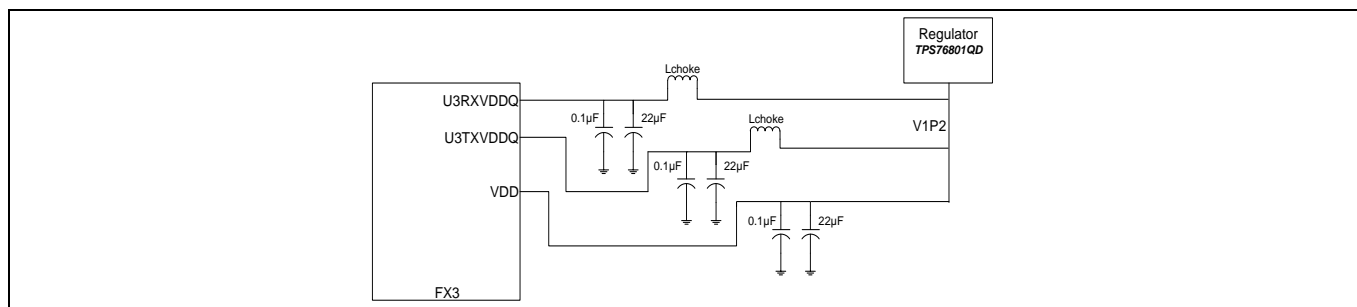 Regulator
TPS76801QD
Lchoke
U3RXVDDQ
0.1µF
22µF
Lchoke
V1P2
U3TXVDDQ
0.1µF
22µF
VDD
0.1µF
22µF
FX3